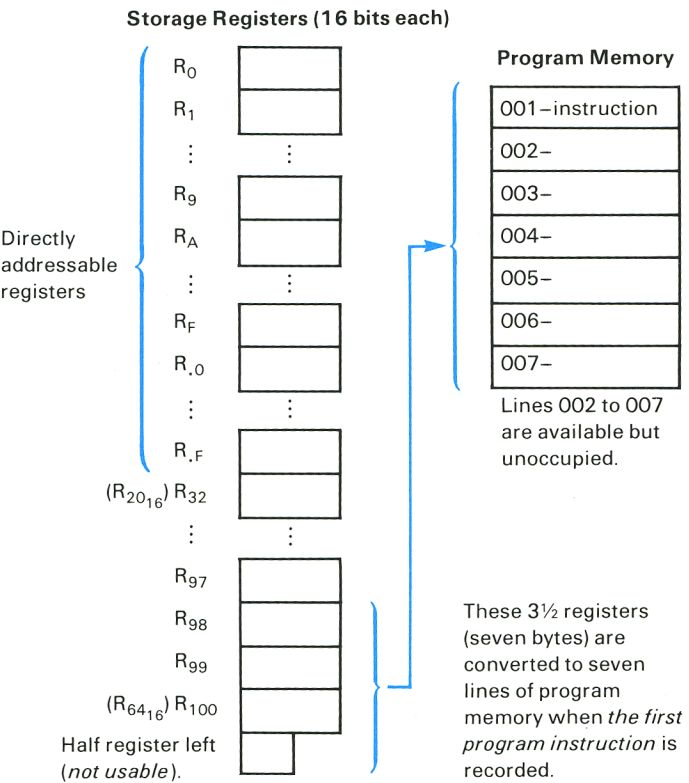 Storage Registers (16 bits each)
R0
R1
⋮ ⋮
R9
RA
⋮ ⋮
RF
R.0
⋮ ⋮
R.F
(R20₁₆) R32
⋮ ⋮
R97
R98
R99
(R64₁₆) R100
Half register left
(not usable).
Directly
addressable
registers
Program Memory
001–instruction
002–
003–
004–
005–
006–
007–
Lines 002 to 007
are available but
unoccupied.
These 3½ registers
(seven bytes) are
converted to seven
lines of program
memory when the first
program instruction is
recorded.